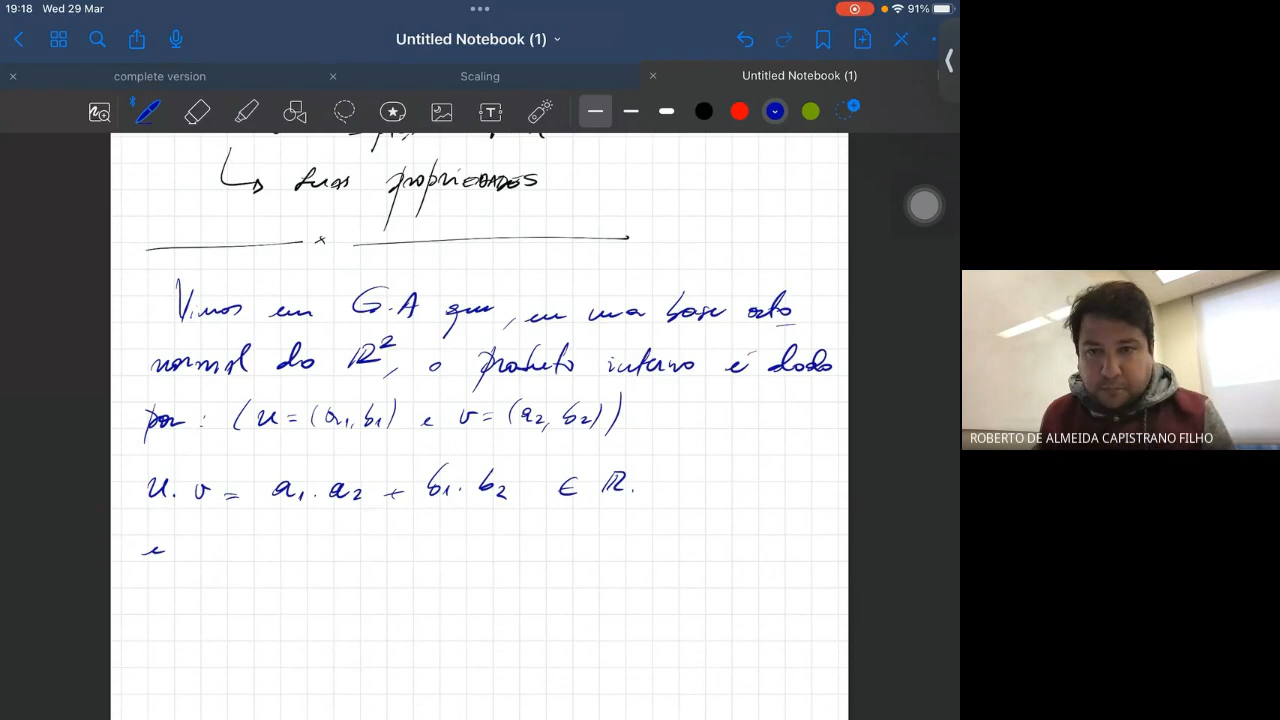 19:18 Wed 29 Mar
91%
Untitled Notebook (1)
complete version
Scaling
Untitled Notebook (1)
suas propriedades
Vimos em G.A que, em uma base orto
normal do ℝ², o produto interno é dado
por: (u = (a₁, b₁) e v = (a₂, b₂))
u. v = a₁. a₂ + b₁. b₂ ∈ ℝ.
e
ROBERTO DE ALMEIDA CAPISTRANO FILHO